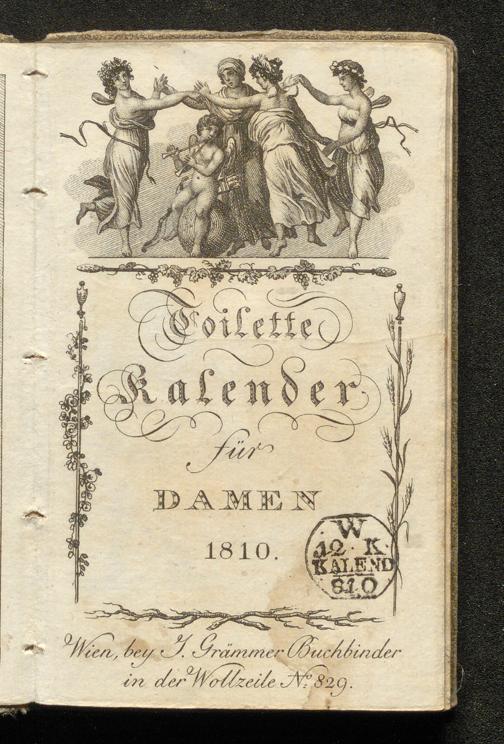 Toilette
Kalender
für
DAMEN
1810.
W
12 K
KALEND
810
Wien, bey J. Grämmer Buchbinder
in der Wollzeile No. 829.